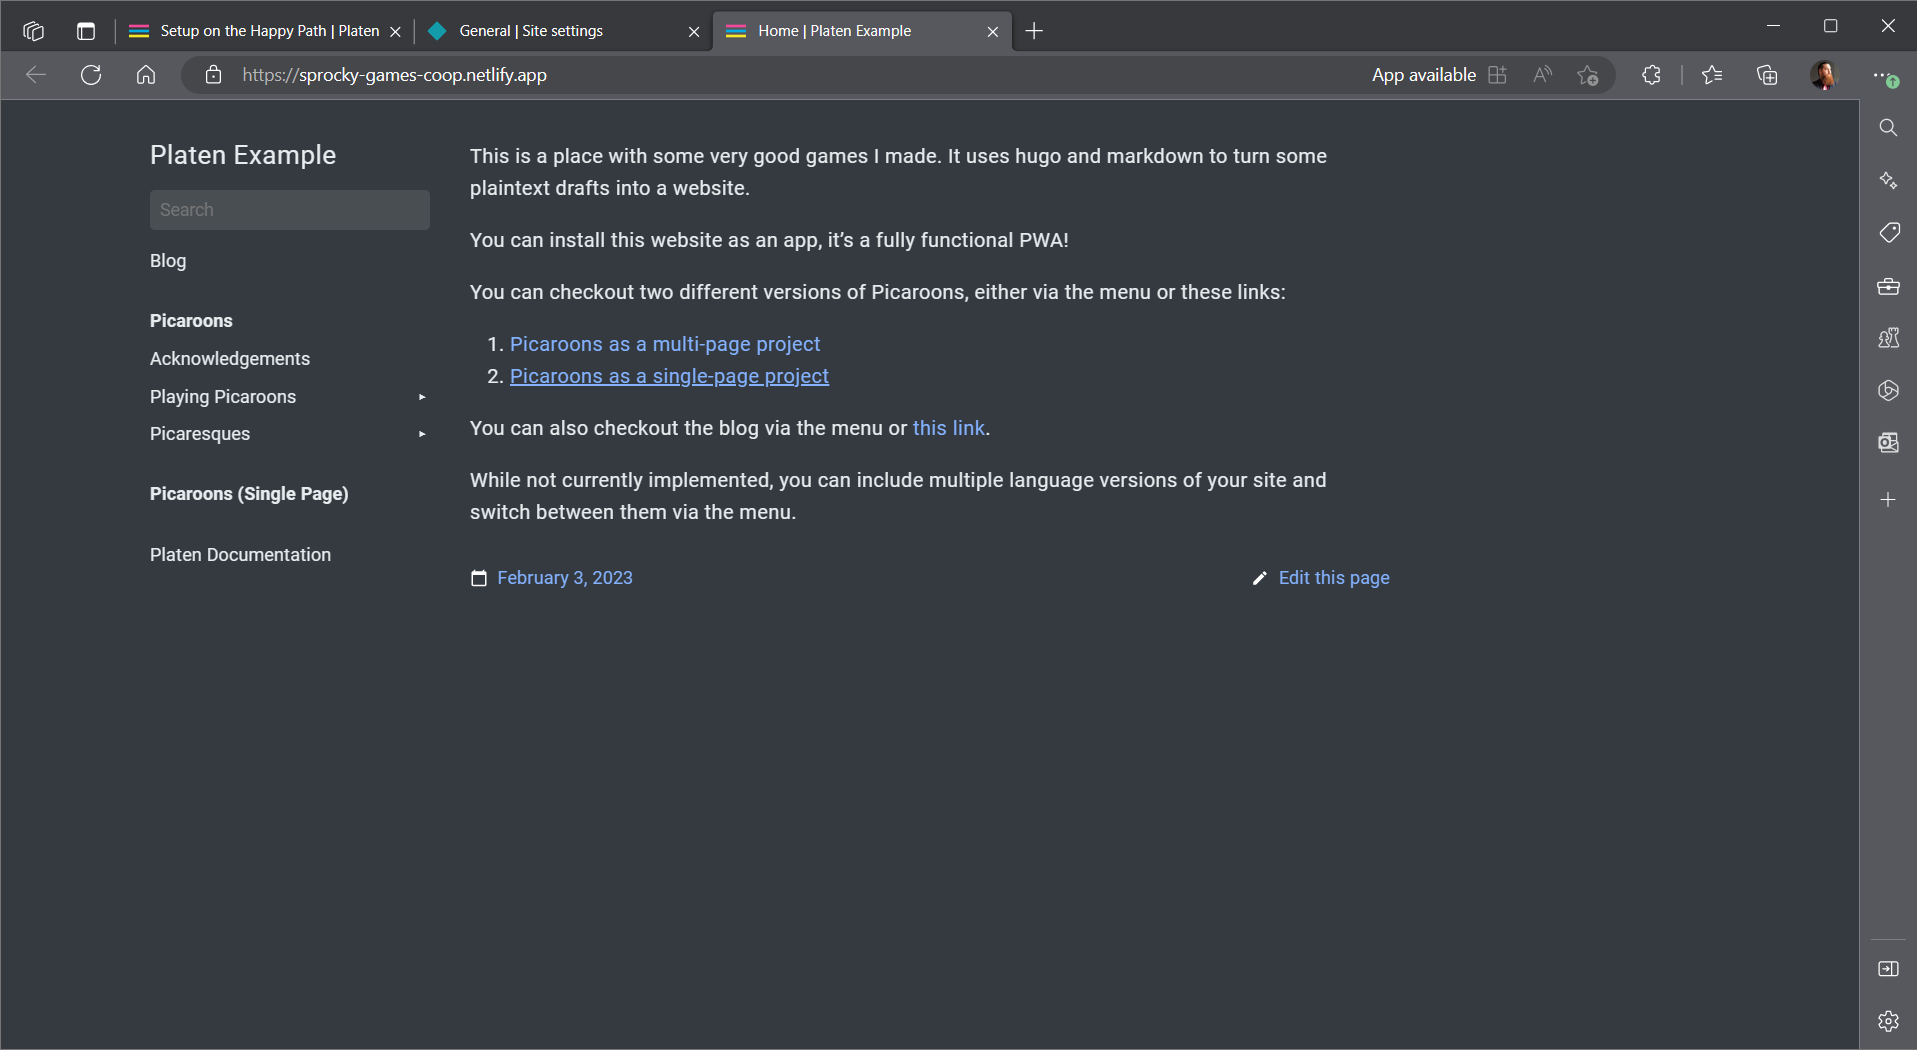 Setup on the Happy Path | Platen
General | Site settings
Home | Platen Example
https://sprocky-games-coop.netlify.app
App available
Platen Example
Search
Blog
Picaroons
Acknowledgements
Playing Picaroons
Picaresques
Picaroons (Single Page)
Platen Documentation
This is a place with some very good games I made. It uses hugo and markdown to turn some
plaintext drafts into a website.
You can install this website as an app, it’s a fully functional PWA!
You can checkout two different versions of Picaroons, either via the menu or these links:
1. Picaroons as a multi-page project
2. Picaroons as a single-page project
You can also checkout the blog via the menu or this link.
While not currently implemented, you can include multiple language versions of your site and
switch between them via the menu.
February 3, 2023
Edit this page